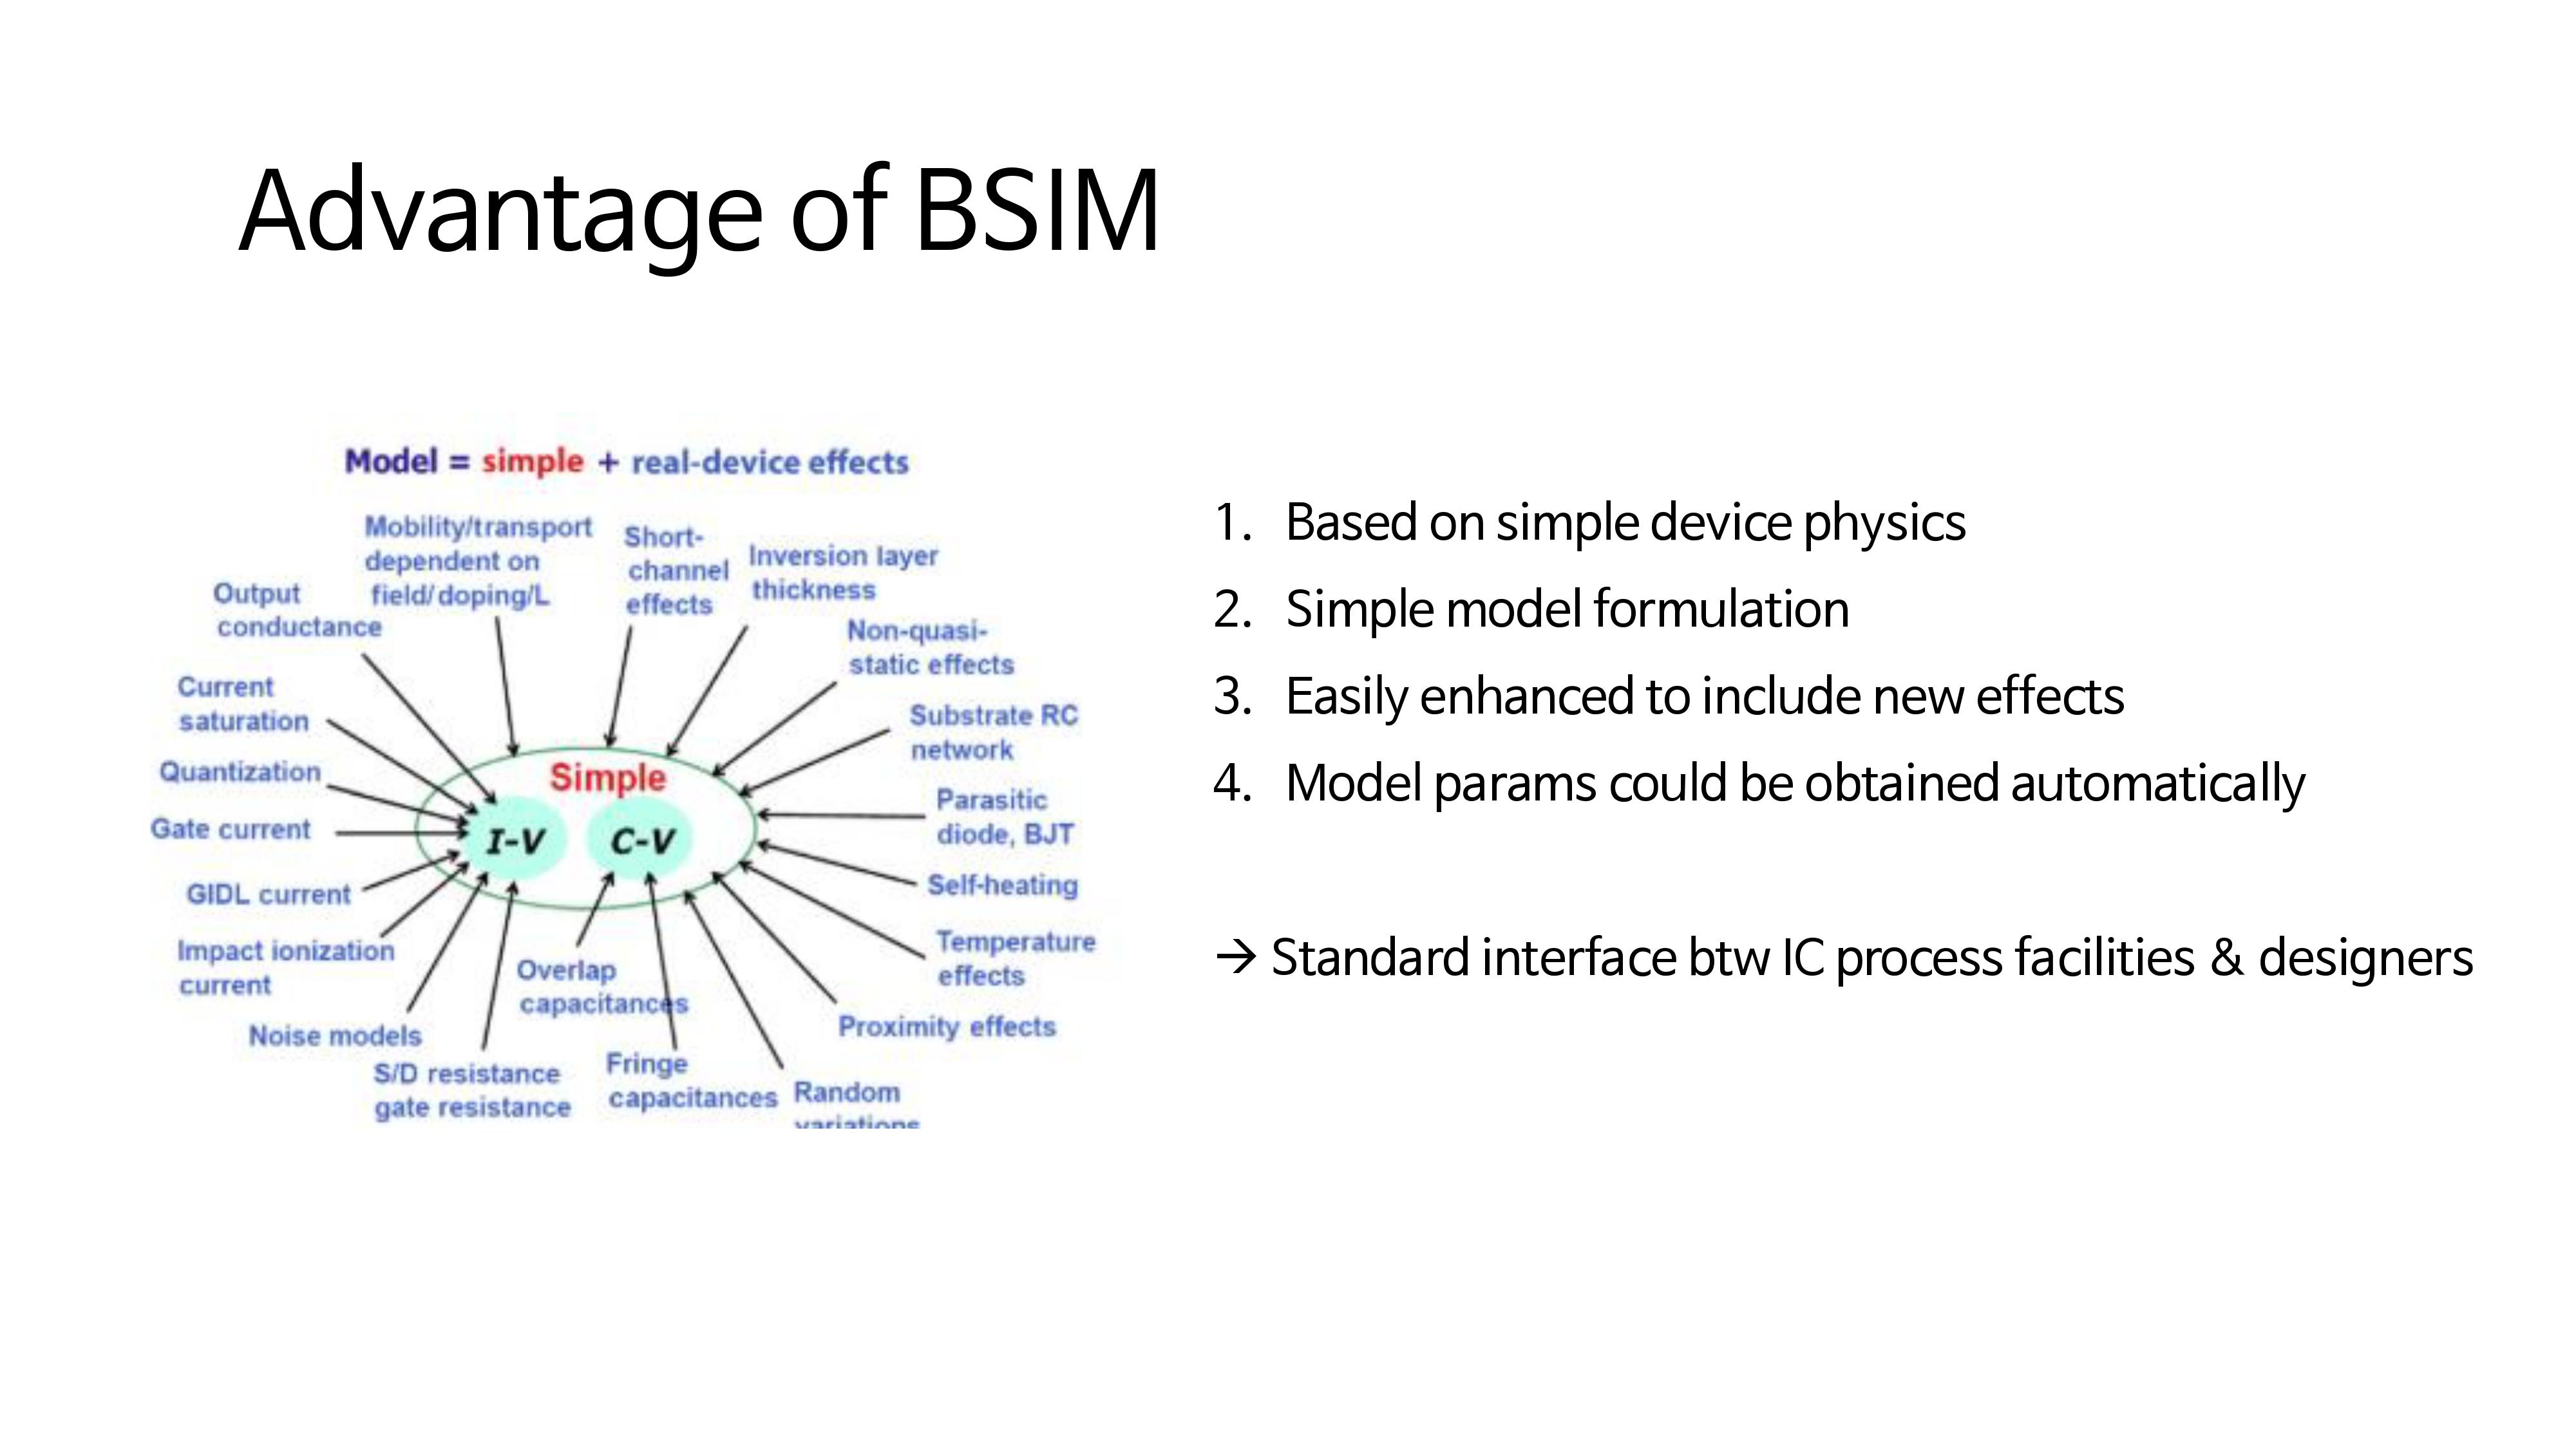 Advantage of BSIM
Model = simple + real-device effects
Mobility/transport
dependent on
field/doping/L
Short-
channel
effects
Inversion layer
thickness
Output
conductance
Non-quasi-
static effects
Current
saturation
Substrate RC
network
Quantization
Simple
Parasitic
diode, BJT
Gate current
I-V
C-V
GIDL current
Self-heating
Impact ionization
current
Overlap
capacitances
Temperature
effects
Noise models
Proximity effects
S/D resistance
gate resistance
Fringe
capacitances
Random
variations
1. Based on simple device physics
2. Simple model formulation
3. Easily enhanced to include new effects
4. Model params could be obtained automatically
→ Standard interface btw IC process facilities & designers